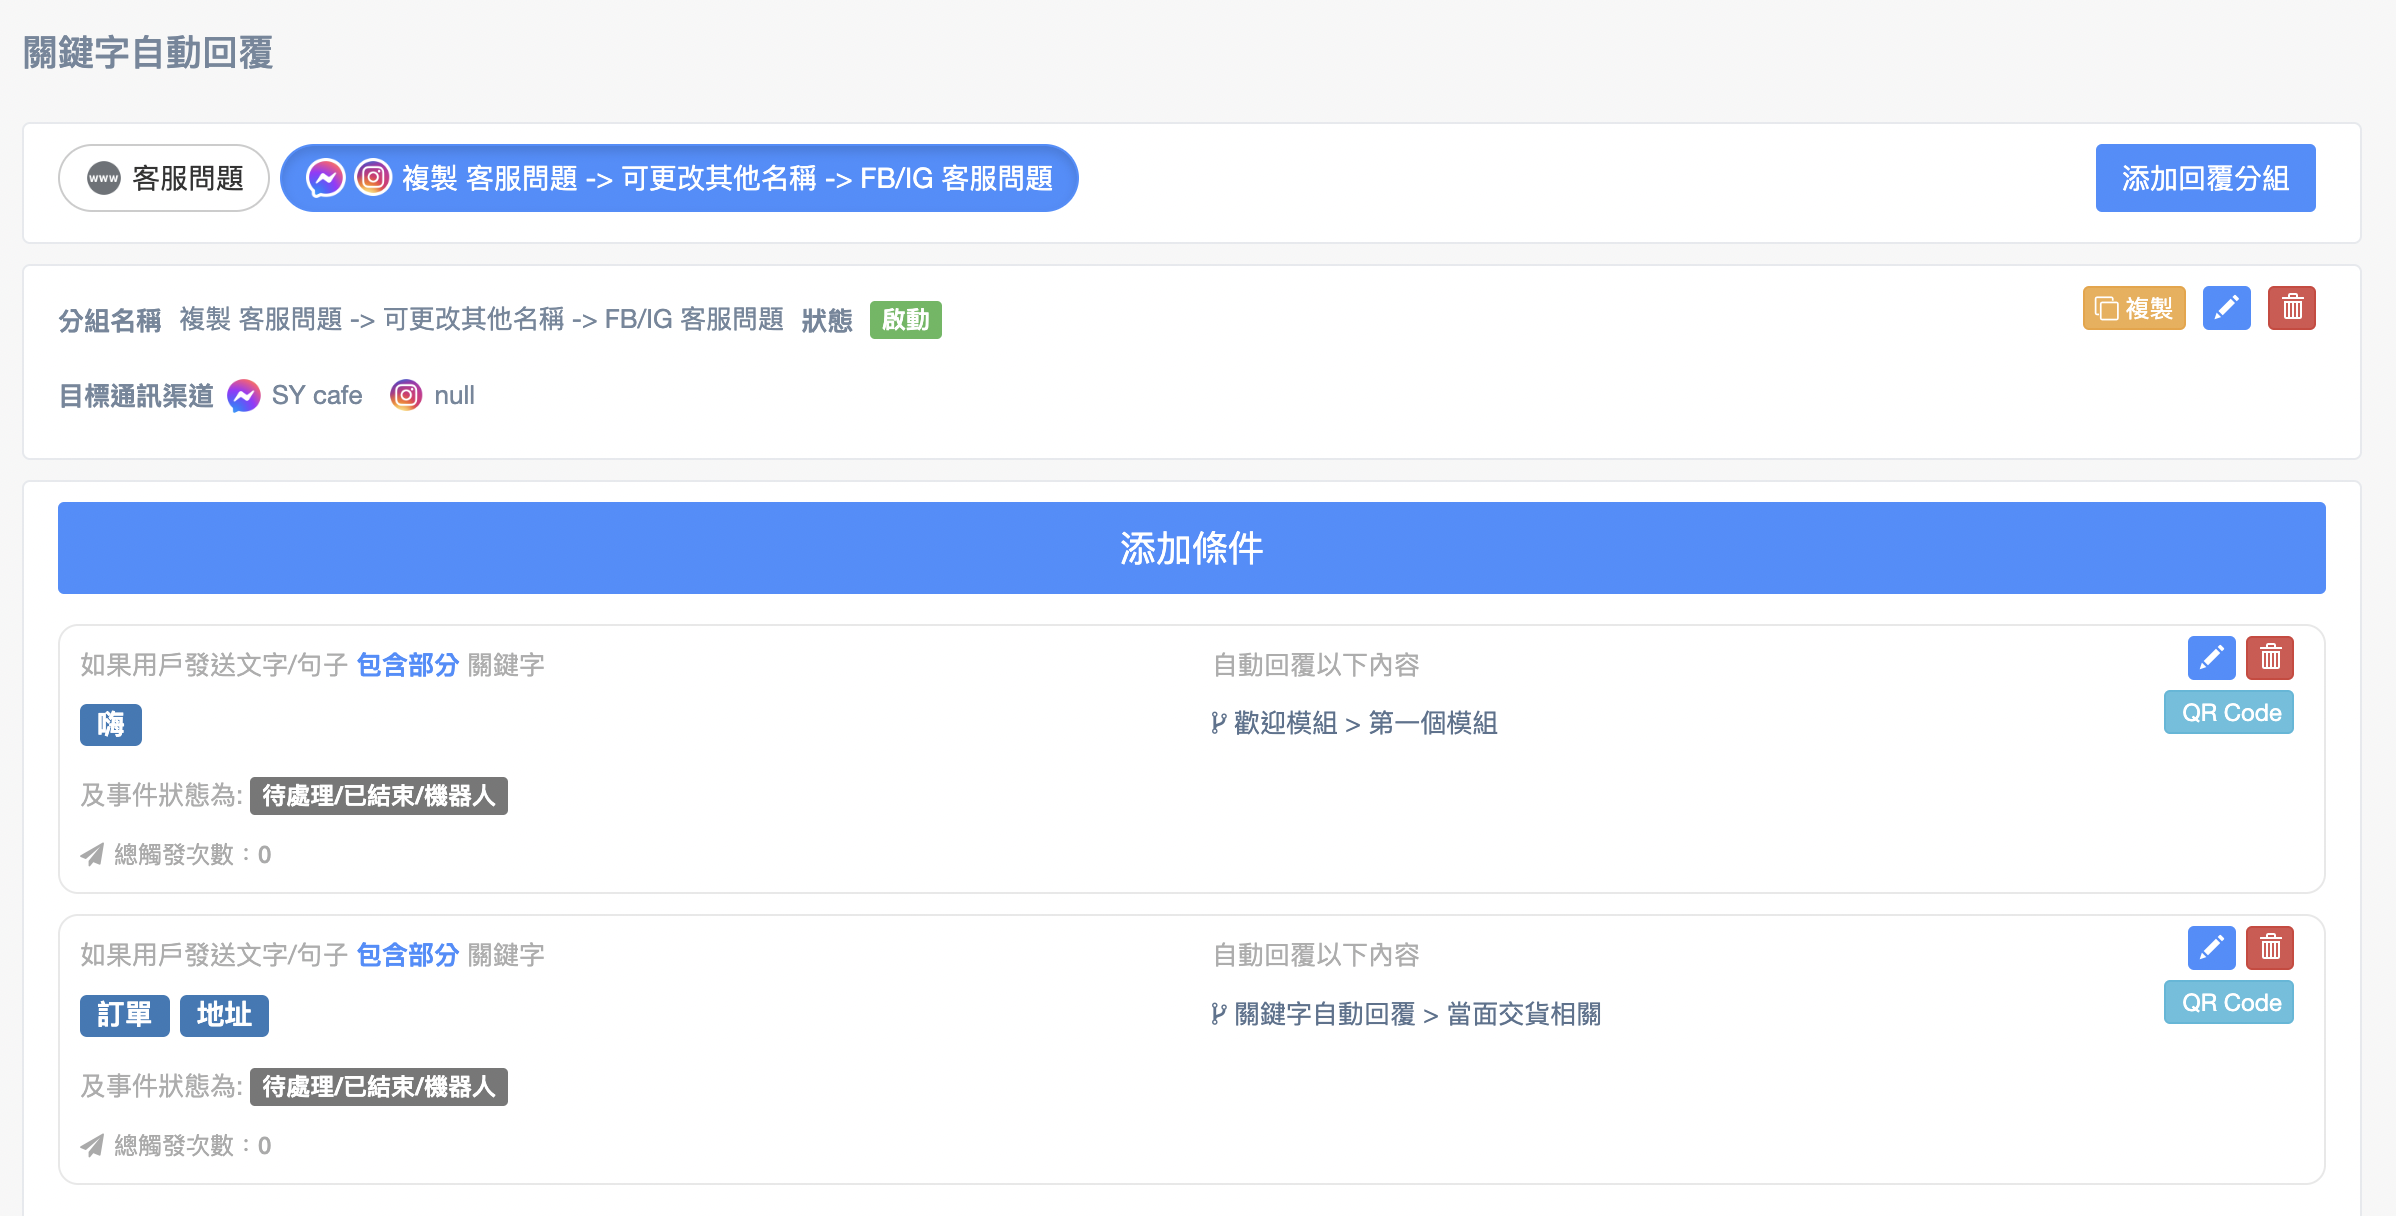 關鍵字自動回覆
www 客服問題 複製 客服問題 -> 可更改其他名稱 -> FB/IG 客服問題 添加回覆分組
分組名稱 複製 客服問題 -> 可更改其他名稱 -> FB/IG 客服問題 狀態 啟動 複製
目標通訊渠道 SY cafe null
添加條件
如果用戶發送文字/句子 包含部分 關鍵字 自動回覆以下內容
嗨 歡迎模組 > 第一個模組 QR Code
及事件狀態為: 待處理/已結束/機器人
總觸發次數：0
如果用戶發送文字/句子 包含部分 關鍵字 自動回覆以下內容
訂單 地址 關鍵字自動回覆 > 當面交貨相關 QR Code
及事件狀態為: 待處理/已結束/機器人
總觸發次數：0